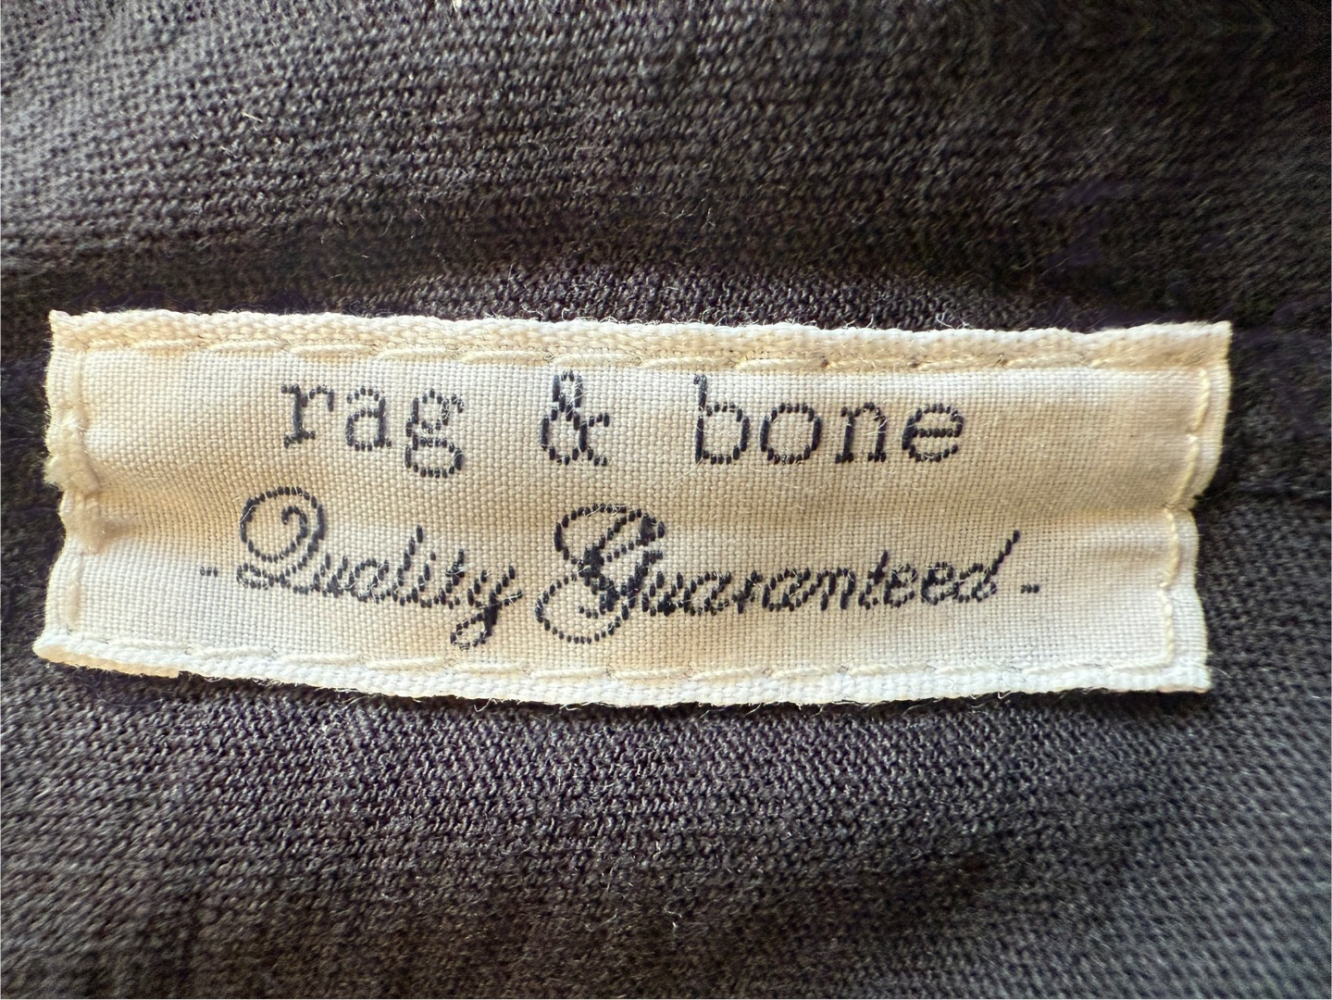 rag & bone
-Quality Guaranteed-